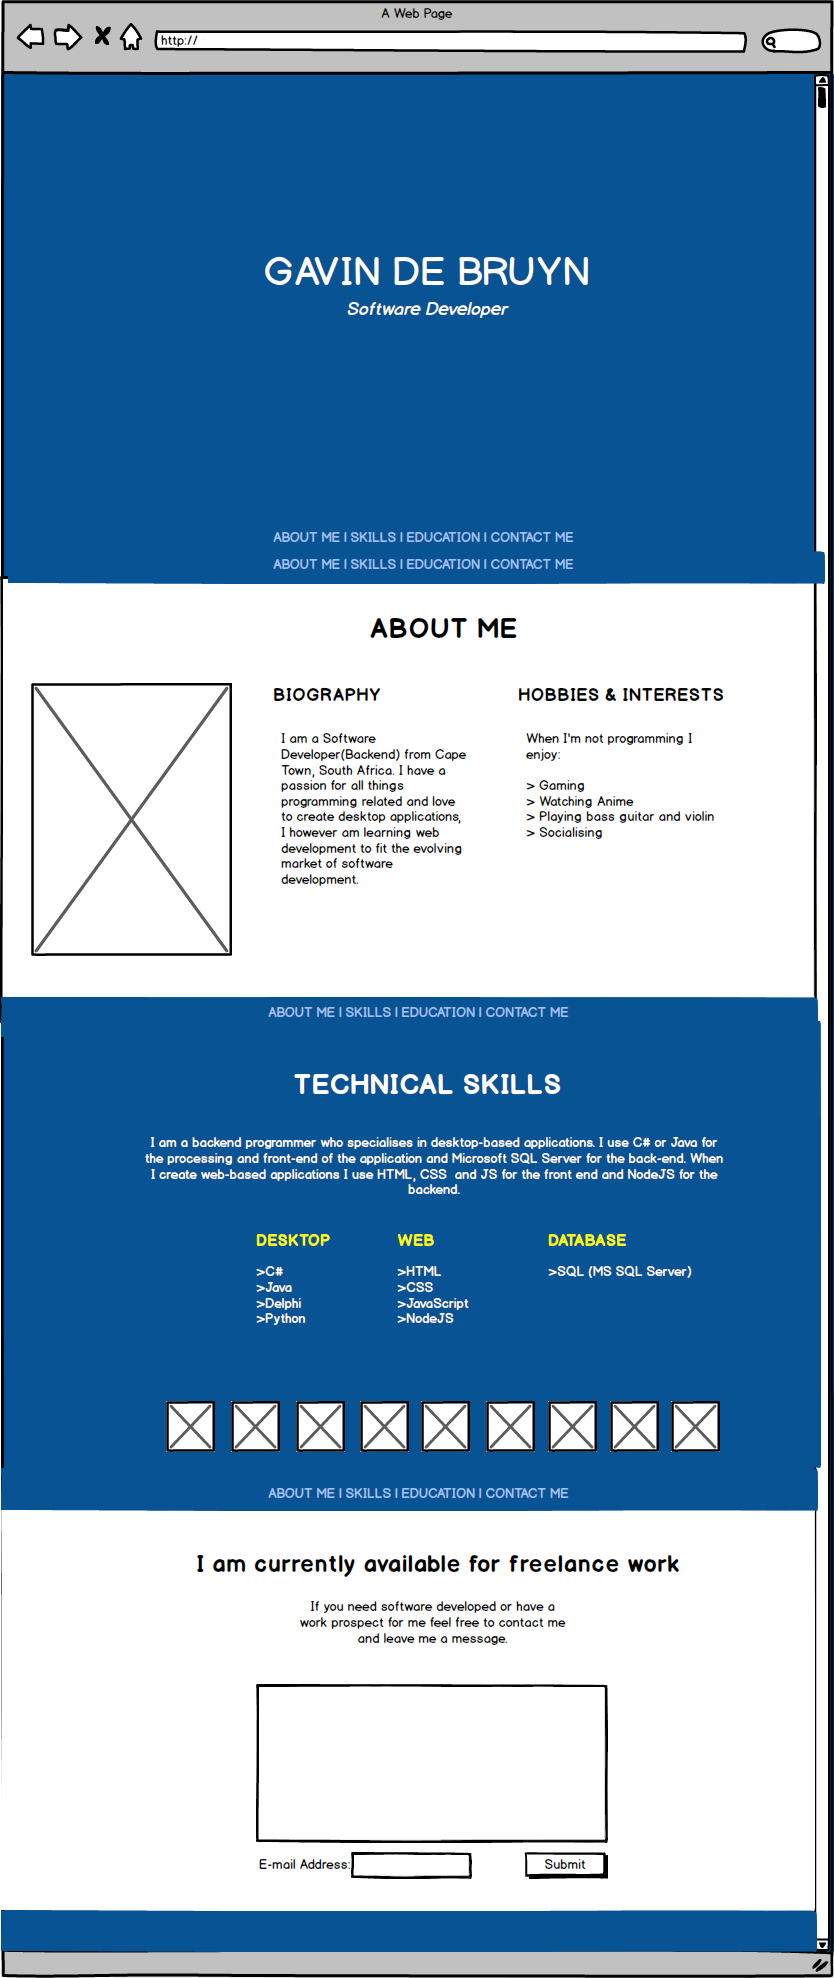 A Web Page
http://
GAVIN DE BRUYN
Software Developer
ABOUT ME | SKILLS | EDUCATION | CONTACT ME
ABOUT ME | SKILLS | EDUCATION | CONTACT ME
ABOUT ME
BIOGRAPHY
I am a Software
Developer(Backend) from Cape
Town, South Africa. I have a
passion for all things
programming related and love
to create desktop applications,
I however am learning web
development to fit the evolving
market of software
development.
HOBBIES & INTERESTS
When I'm not programming I
enjoy:
> Gaming
> Watching Anime
> Playing bass guitar and violin
> Socialising
ABOUT ME | SKILLS | EDUCATION | CONTACT ME
TECHNICAL SKILLS
I am a backend programmer who specialises in desktop-based applications. I use C# or Java for
the processing and front-end of the application and Microsoft SQL Server for the back-end. When
I create web-based applications I use HTML, CSS and JS for the front end and NodeJS for the
backend.
DESKTOP
>C#
>Java
>Delphi
>Python
WEB
>HTML
>CSS
>JavaScript
>NodeJS
DATABASE
>SQL (MS SQL Server)
ABOUT ME | SKILLS | EDUCATION | CONTACT ME
I am currently available for freelance work
If you need software developed or have a
work prospect for me feel free to contact me
and leave me a message.
E-mail Address:
Submit